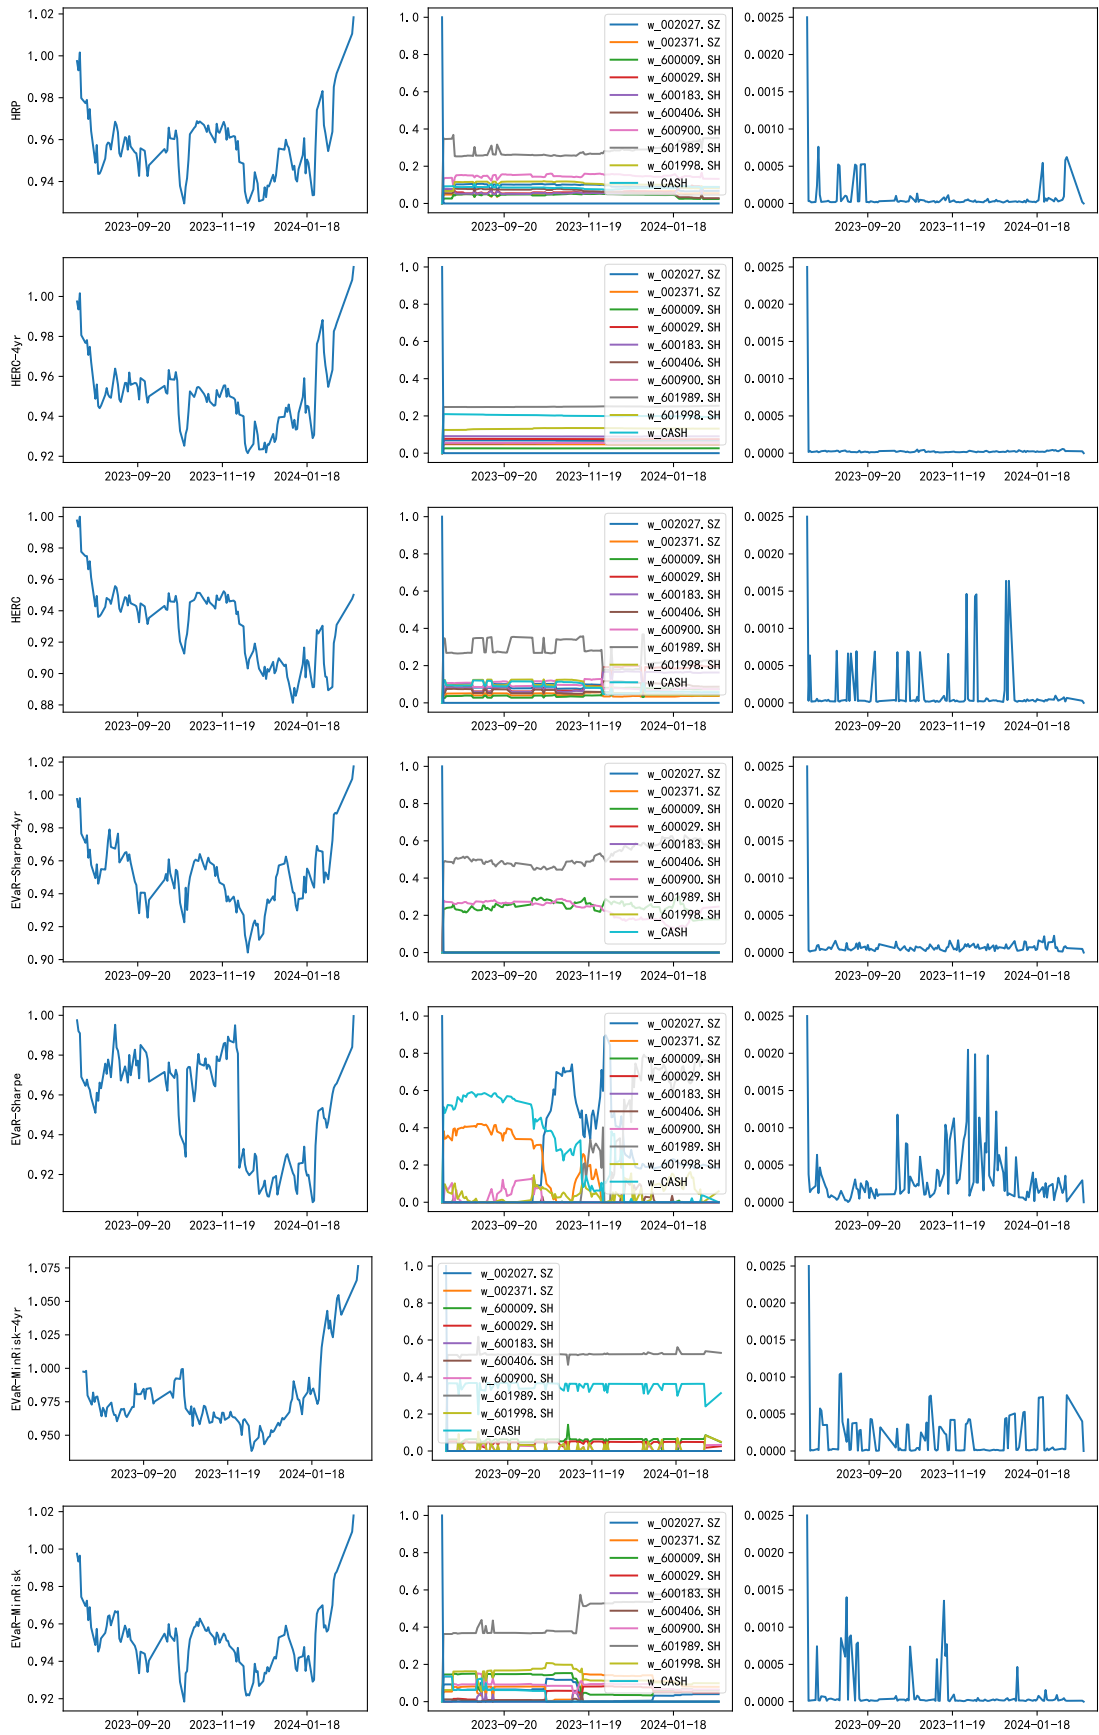 HRP
1.02
1.00
0.98
0.96
0.94
2023-09-20 2023-11-19 2024-01-18
1.0
0.8
0.6
0.4
0.2
0.0
w_002027.SZ
w_002371.SZ
w_600009.SH
w_600029.SH
w_600183.SH
w_600406.SH
w_600900.SH
w_601989.SH
w_601998.SH
w_CASH
2023-09-20 2023-11-19 2024-01-18
0.0025
0.0020
0.0015
0.0010
0.0005
0.0000
2023-09-20 2023-11-19 2024-01-18
HERC-4yr
1.00
0.98
0.96
0.94
0.92
2023-09-20 2023-11-19 2024-01-18
1.0
0.8
0.6
0.4
0.2
0.0
w_002027.SZ
w_002371.SZ
w_600009.SH
w_600029.SH
w_600183.SH
w_600406.SH
w_600900.SH
w_601989.SH
w_601998.SH
w_CASH
2023-09-20 2023-11-19 2024-01-18
0.0025
0.0020
0.0015
0.0010
0.0005
0.0000
2023-09-20 2023-11-19 2024-01-18
HERC
1.00
0.98
0.96
0.94
0.92
0.90
0.88
2023-09-20 2023-11-19 2024-01-18
1.0
0.8
0.6
0.4
0.2
0.0
w_002027.SZ
w_002371.SZ
w_600009.SH
w_600029.SH
w_600183.SH
w_600406.SH
w_600900.SH
w_601989.SH
w_601998.SH
w_CASH
2023-09-20 2023-11-19 2024-01-18
0.0025
0.0020
0.0015
0.0010
0.0005
0.0000
2023-09-20 2023-11-19 2024-01-18
EVaR-Sharpe-4yr
1.02
1.00
0.98
0.96
0.94
0.92
0.90
2023-09-20 2023-11-19 2024-01-18
1.0
0.8
0.6
0.4
0.2
0.0
w_002027.SZ
w_002371.SZ
w_600009.SH
w_600029.SH
w_600183.SH
w_600406.SH
w_600900.SH
w_601989.SH
w_601998.SH
w_CASH
2023-09-20 2023-11-19 2024-01-18
0.0025
0.0020
0.0015
0.0010
0.0005
0.0000
2023-09-20 2023-11-19 2024-01-18
EVaR-Sharpe
1.00
0.98
0.96
0.94
0.92
2023-09-20 2023-11-19 2024-01-18
1.0
0.8
0.6
0.4
0.2
0.0
w_002027.SZ
w_002371.SZ
w_600009.SH
w_600029.SH
w_600183.SH
w_600406.SH
w_600900.SH
w_601989.SH
w_601998.SH
w_CASH
2023-09-20 2023-11-19 2024-01-18
0.0025
0.0020
0.0015
0.0010
0.0005
0.0000
2023-09-20 2023-11-19 2024-01-18
EVaR-MinRisk-4yr
1.075
1.050
1.025
1.000
0.975
0.950
2023-09-20 2023-11-19 2024-01-18
1.0
0.8
0.6
0.4
0.2
0.0
w_002027.SZ
w_002371.SZ
w_600009.SH
w_600029.SH
w_600183.SH
w_600406.SH
w_600900.SH
w_601989.SH
w_601998.SH
w_CASH
2023-09-20 2023-11-19 2024-01-18
0.0025
0.0020
0.0015
0.0010
0.0005
0.0000
2023-09-20 2023-11-19 2024-01-18
EVaR-MinRisk
1.02
1.00
0.98
0.96
0.94
0.92
2023-09-20 2023-11-19 2024-01-18
1.0
0.8
0.6
0.4
0.2
0.0
w_002027.SZ
w_002371.SZ
w_600009.SH
w_600029.SH
w_600183.SH
w_600406.SH
w_600900.SH
w_601989.SH
w_601998.SH
w_CASH
2023-09-20 2023-11-19 2024-01-18
0.0025
0.0020
0.0015
0.0010
0.0005
0.0000
2023-09-20 2023-11-19 2024-01-18